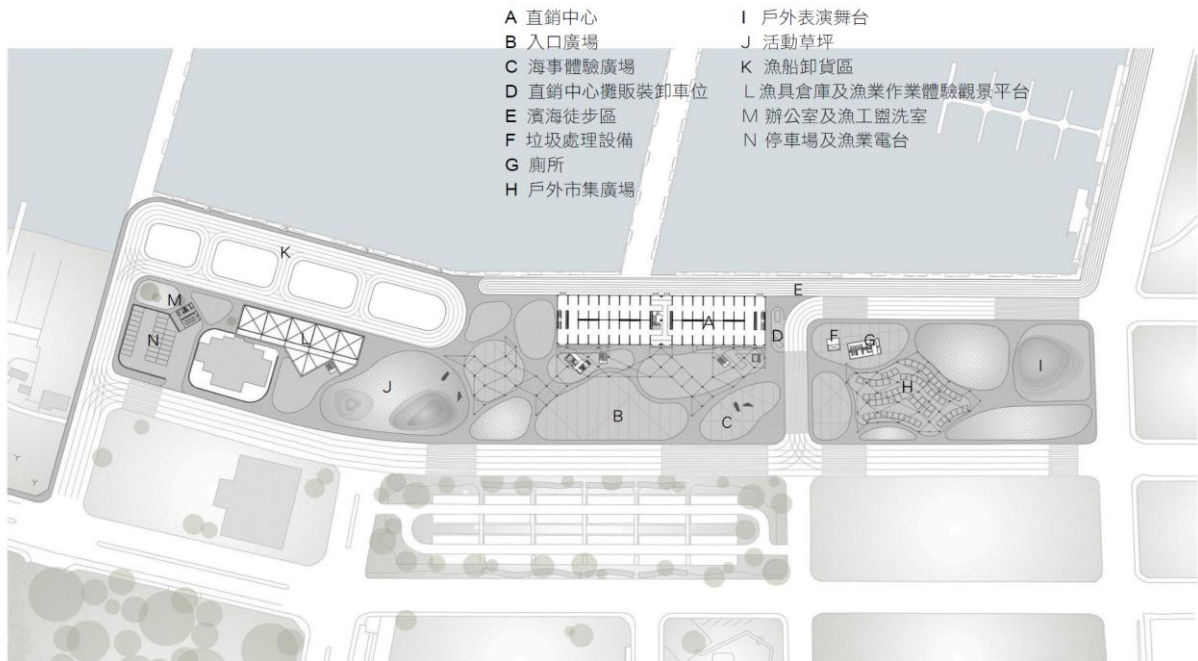 A 直銷中心
B 入口廣場
C 海事體驗廣場
D 直銷中心攤販裝卸車位
E 濱海徒步區
F 垃圾處理設備
G 廁所
H 戶外市集廣場
I 戶外表演舞台
J 活動草坪
K 漁船卸貨區
L 漁具倉庫及漁業作業體驗觀景平台
M 辦公室及漁工盥洗室
N 停車場及漁業電台
K
E
M
A
D
N
L
F
G
J
I
H
B
C